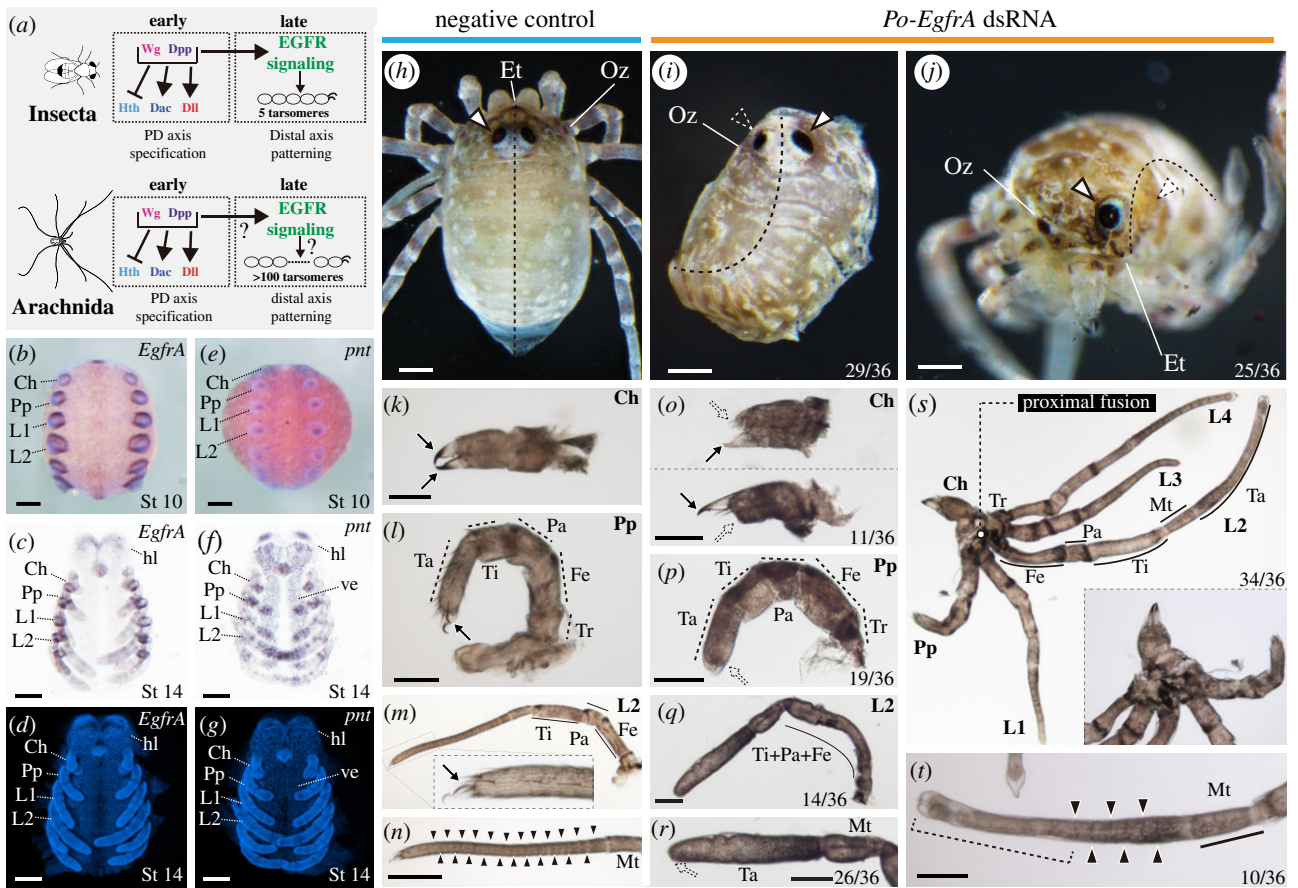 (a)
early
late
Wg Dpp
EGFR
signaling
Hth Dac Dll
5 tarsomeres
Insecta
PD axis
specification
Distal axis
patterning
early
late
Wg Dpp
EGFR
signaling
?
?
Hth Dac Dll
>100 tarsomeres
Arachnida
PD axis
specification
distal axis
patterning
(b)
EgfrA
Ch
Pp
L1
L2
St 10
(e)
pnt
Ch
Pp
L1
L2
St 10
(c)
EgfrA
hl
Ch
Pp
L1
L2
St 14
(f)
pnt
hl
Ch
ve
Pp
L1
L2
St 14
(d)
EgfrA
hl
Ch
Pp
L1
L2
St 14
(g)
pnt
hl
Ch
ve
Pp
L1
L2
St 14
negative control
Po-EgfrA dsRNA
(h)
Et
Oz
(i)
Oz
29/36
(j)
Oz
Et
25/36
(k)
Ch
(l)
Pa
Pp
Ta
Ti
Fe
Tr
(m)
L2
Fe
Ti
Pa
(n)
Mt
(o)
Ch
11/36
(p)
Ti
Fe
Pp
Ta
Pa
Tr
19/36
(q)
L2
Ti+Pa+Fe
14/36
(r)
Mt
Ta
26/36
(s)
proximal fusion
L4
Ch
L3
Tr
Mt
Ta
Pa
L2
Fe
Ti
34/36
Pp
L1
(t)
Mt
10/36